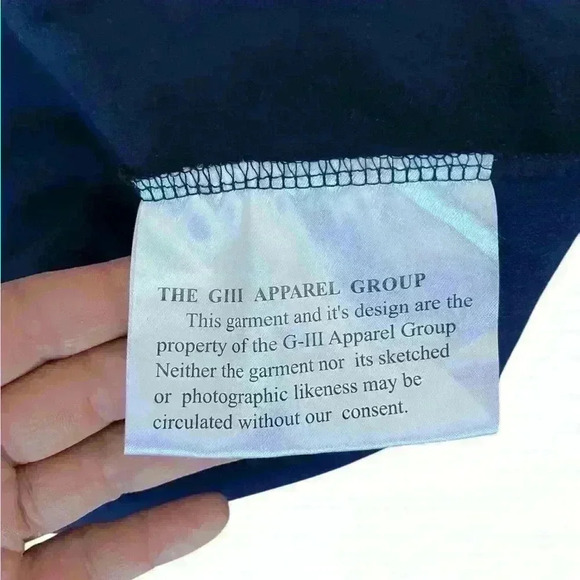 THE GIII APPAREL GROUP
This garment and it's design are the
property of the G-III Apparel Group
Neither the garment nor its sketched
or photographic likeness may be
circulated without our consent.